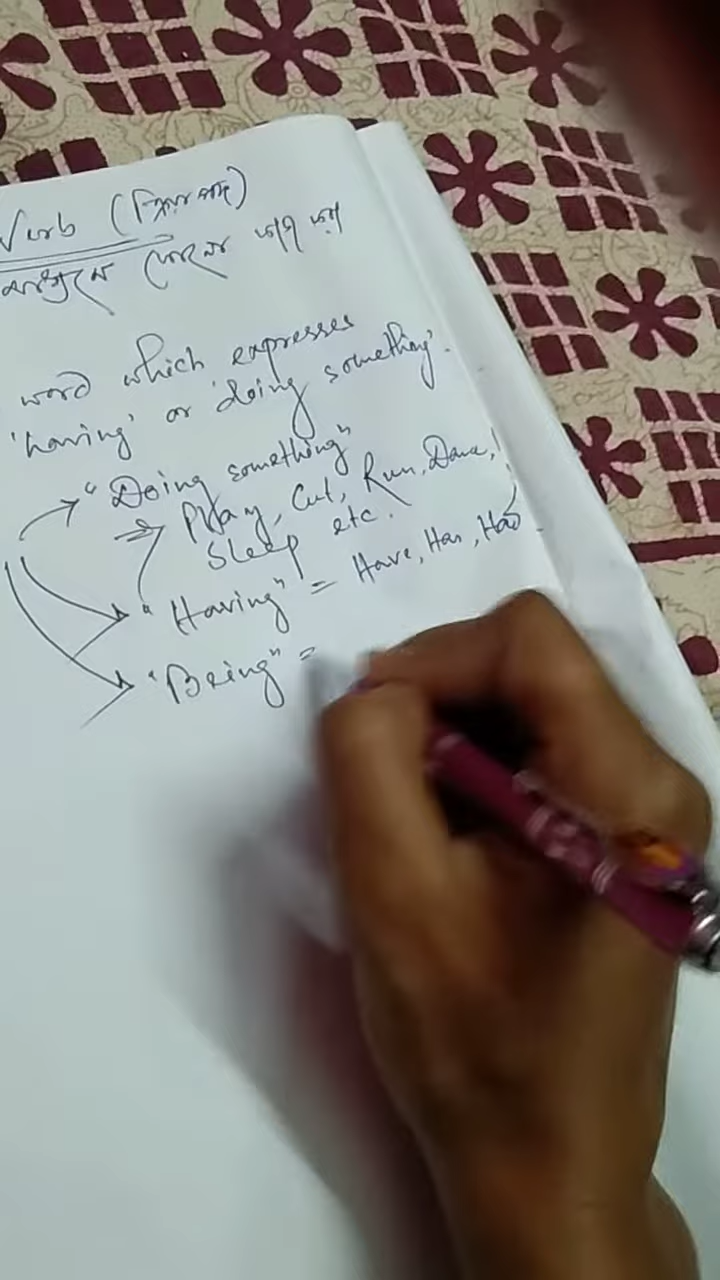 Verb (ক্রিয়াপদ)
word which expresses
'having' or 'doing something'.
"Doing something"
Play, Cut, Run, Dance,
Sleep etc.
"Having" = Have, Has, Had.
"Being" =